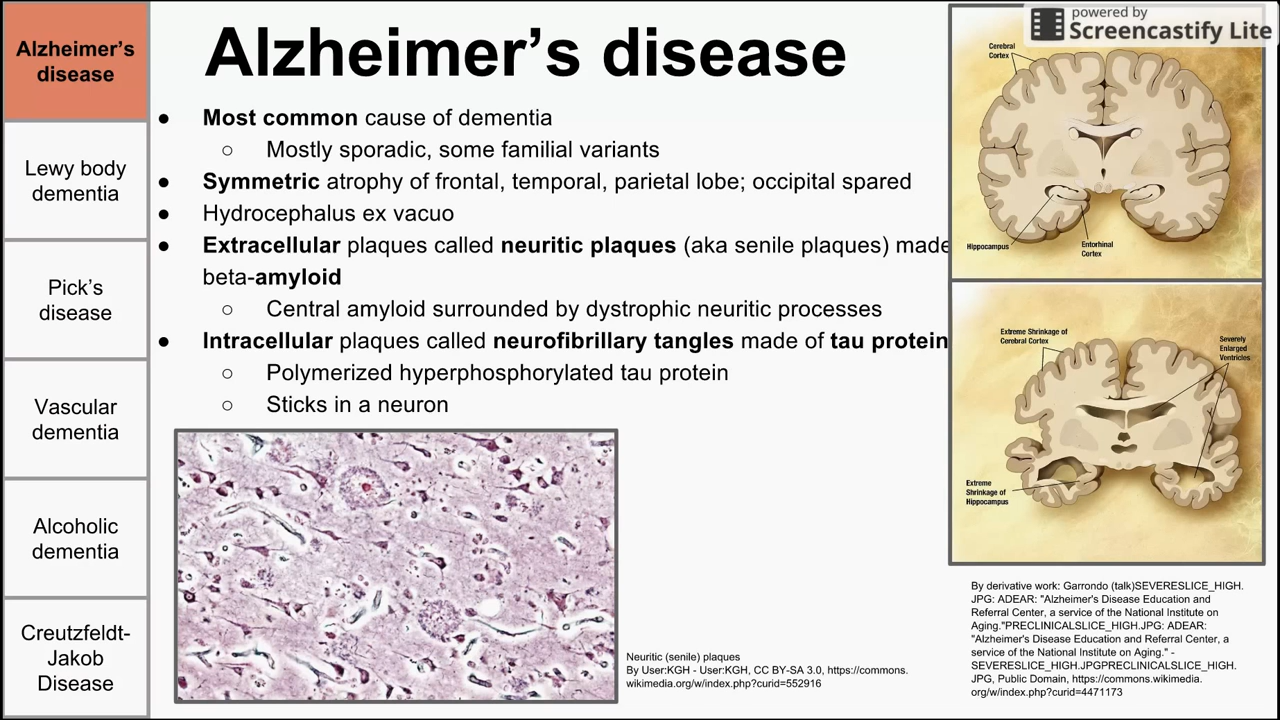 powered by
Screencastify Lite
Alzheimer's
disease
Lewy body
dementia
Pick's
disease
Vascular
dementia
Alcoholic
dementia
Creutzfeldt-
Jakob
Disease
Alzheimer's disease
● Most common cause of dementia
○ Mostly sporadic, some familial variants
● Symmetric atrophy of frontal, temporal, parietal lobe; occipital spared
● Hydrocephalus ex vacuo
● Extracellular plaques called neuritic plaques (aka senile plaques) made
beta-amyloid
○ Central amyloid surrounded by dystrophic neuritic processes
● Intracellular plaques called neurofibrillary tangles made of tau protein
○ Polymerized hyperphosphorylated tau protein
○ Sticks in a neuron
Neuritic (senile) plaques
By User:KGH - User:KGH, CC BY-SA 3.0, https://commons.
wikimedia.org/w/index.php?curid=552916
Cerebral
Cortex
Hippocampus
Entorhinal
Cortex
Extreme Shrinkage of
Cerebral Cortex
Severely
Enlarged
Ventricles
Extreme
Shrinkage of
Hippocampus
By derivative work: Garrondo (talk)SEVERESLICE_HIGH.
JPG: ADEAR: "Alzheimer's Disease Education and
Referral Center, a service of the National Institute on
Aging."PRECLINICALSLICE_HIGH.JPG: ADEAR:
"Alzheimer's Disease Education and Referral Center, a
service of the National Institute on Aging." -
SEVERESLICE_HIGH.JPGPRECLINICALSLICE_HIGH.
JPG, Public Domain, https://commons.wikimedia.
org/w/index.php?curid=4471173